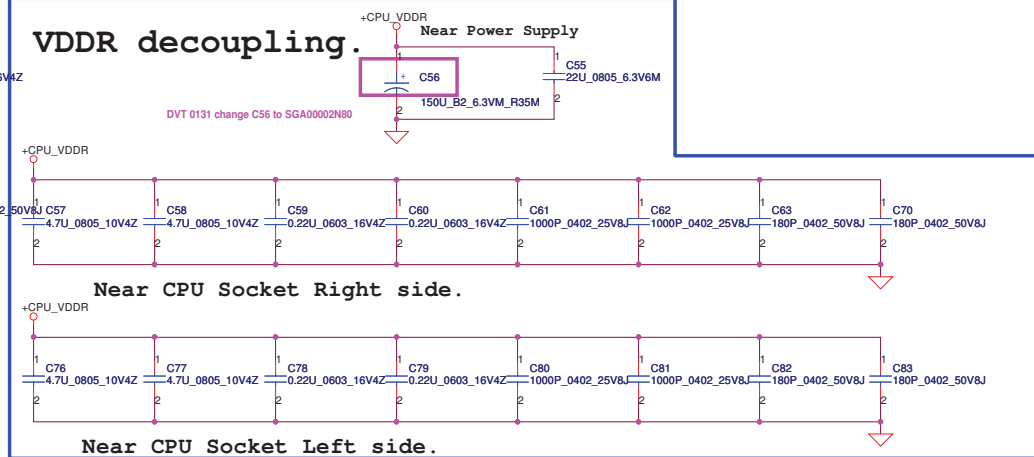 +CPU_VDDR
VDDR decoupling.
Near Power Supply
6V4Z
1
+
C56
150U_B2_6.3VM_R35M
2
1
C55
22U_0805_6.3V6M
2
DVT 0131 change C56 to SGA00002N80
+CPU_VDDR
1 1 1 1 1 1 1 1
2_50V8J C57 C58 C59 C60 C61 C62 C63 C70
4.7U_0805_10V4Z 4.7U_0805_10V4Z 0.22U_0603_16V4Z 0.22U_0603_16V4Z 1000P_0402_25V8J 1000P_0402_25V8J 180P_0402_50V8J 180P_0402_50V8J
2 2 2 2 2 2 2 2
Near CPU Socket Right side.
+CPU_VDDR
1 1 1 1 1 1 1 1
C76 C77 C78 C79 C80 C81 C82 C83
4.7U_0805_10V4Z 4.7U_0805_10V4Z 0.22U_0603_16V4Z 0.22U_0603_16V4Z 1000P_0402_25V8J 1000P_0402_25V8J 180P_0402_50V8J 180P_0402_50V8J
2 2 2 2 2 2 2 2
Near CPU Socket Left side.